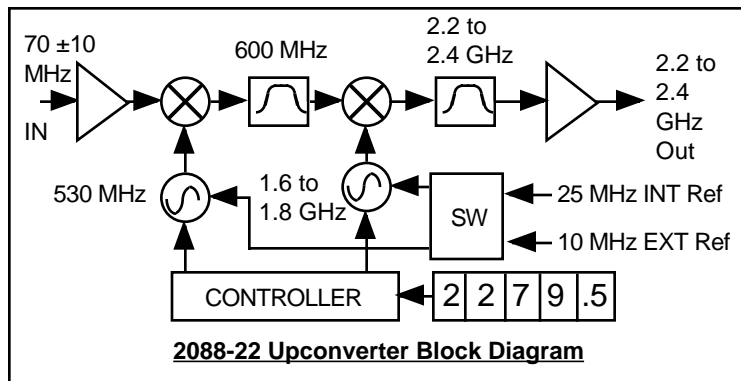 70 ±10
MHz
IN
600 MHz
2.2 to
2.4 GHz
2.2 to
2.4
GHz
Out
530 MHz
1.6 to
1.8 GHz
SW
25 MHz INT Ref
10 MHz EXT Ref
CONTROLLER
2 2 7 9 .5
2088-22 Upconverter Block Diagram